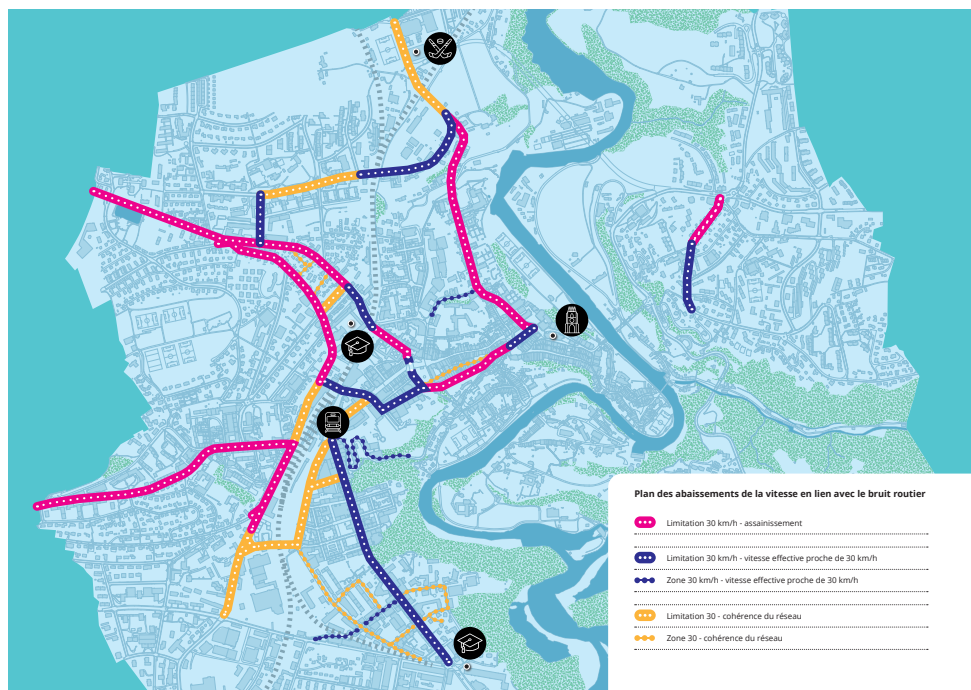 Plan des abaissements de la vitesse en lien avec le bruit routier
Limitation 30 km/h - assainissement
Limitation 30 km/h - vitesse effective proche de 30 km/h
Zone 30 km/h - vitesse effective proche de 30 km/h
Limitation 30 - cohérence du réseau
Zone 30 - cohérence du réseau